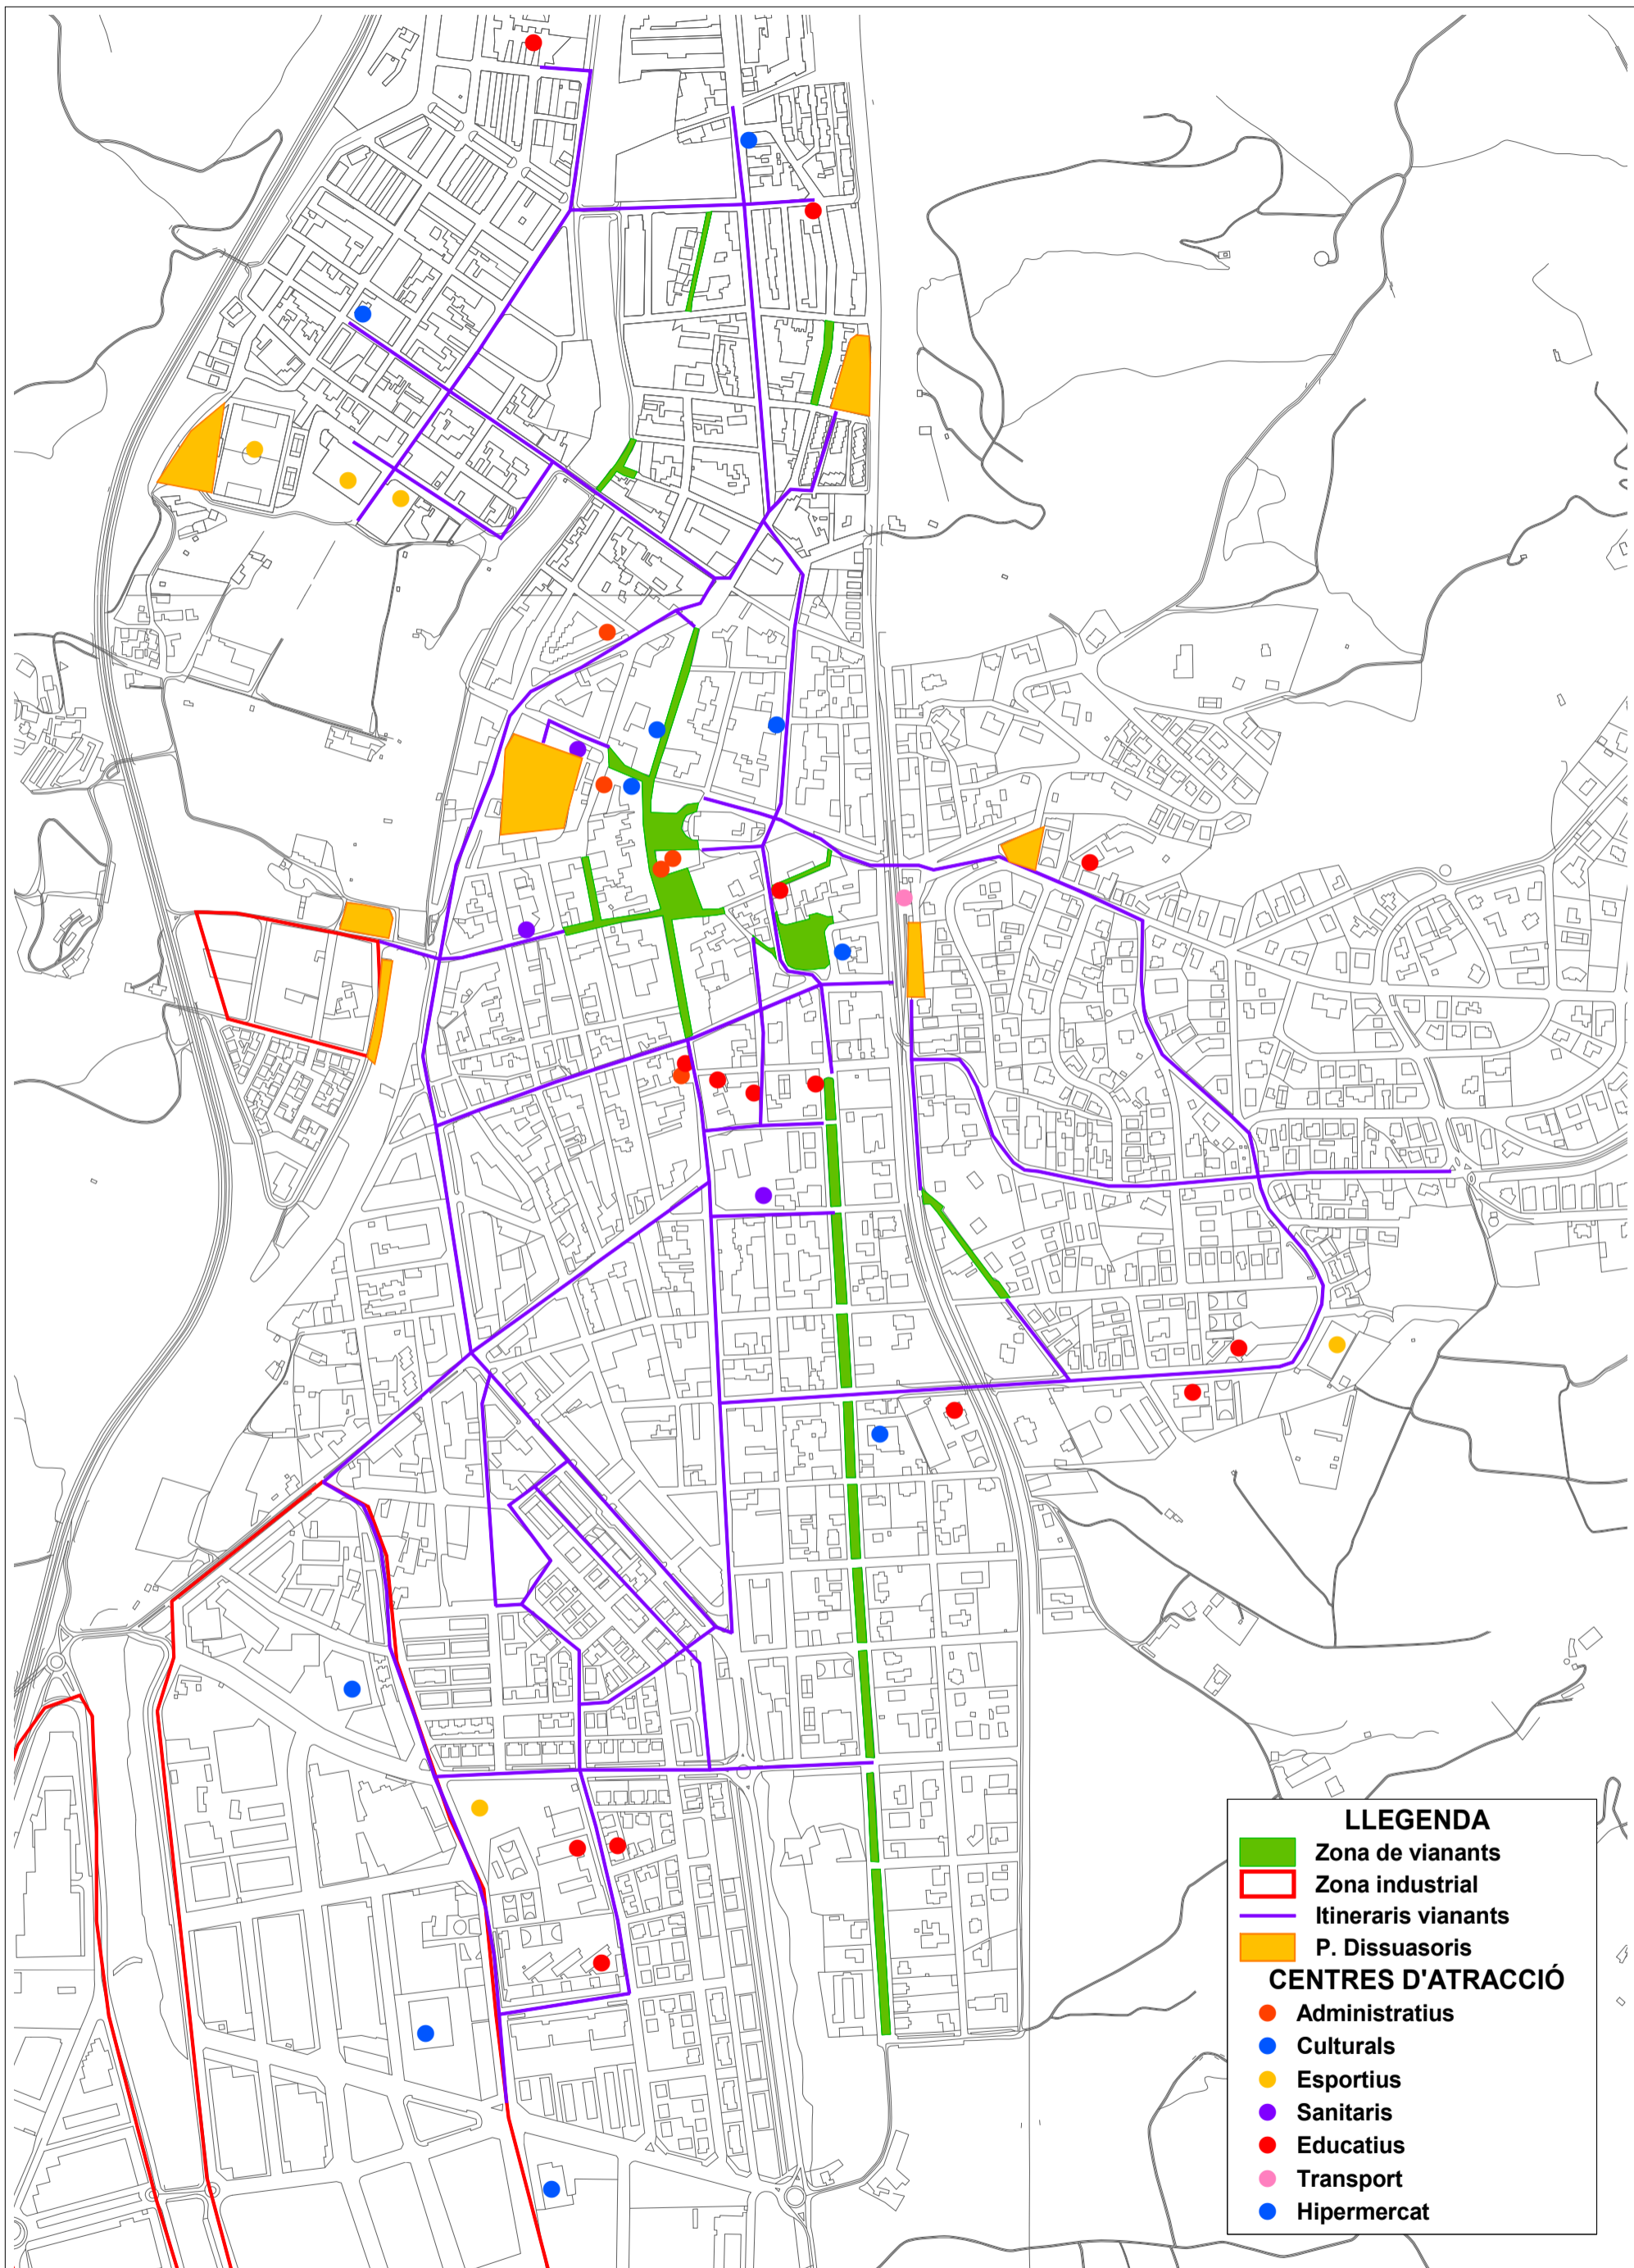 LLEGENDA
Zona de vianants
Zona industrial
Itineraris vianants
P. Dissuasoris
CENTRES D'ATRACCIÓ
Administratius
Culturals
Esportius
Sanitaris
Educatius
Transport
Hipermercat